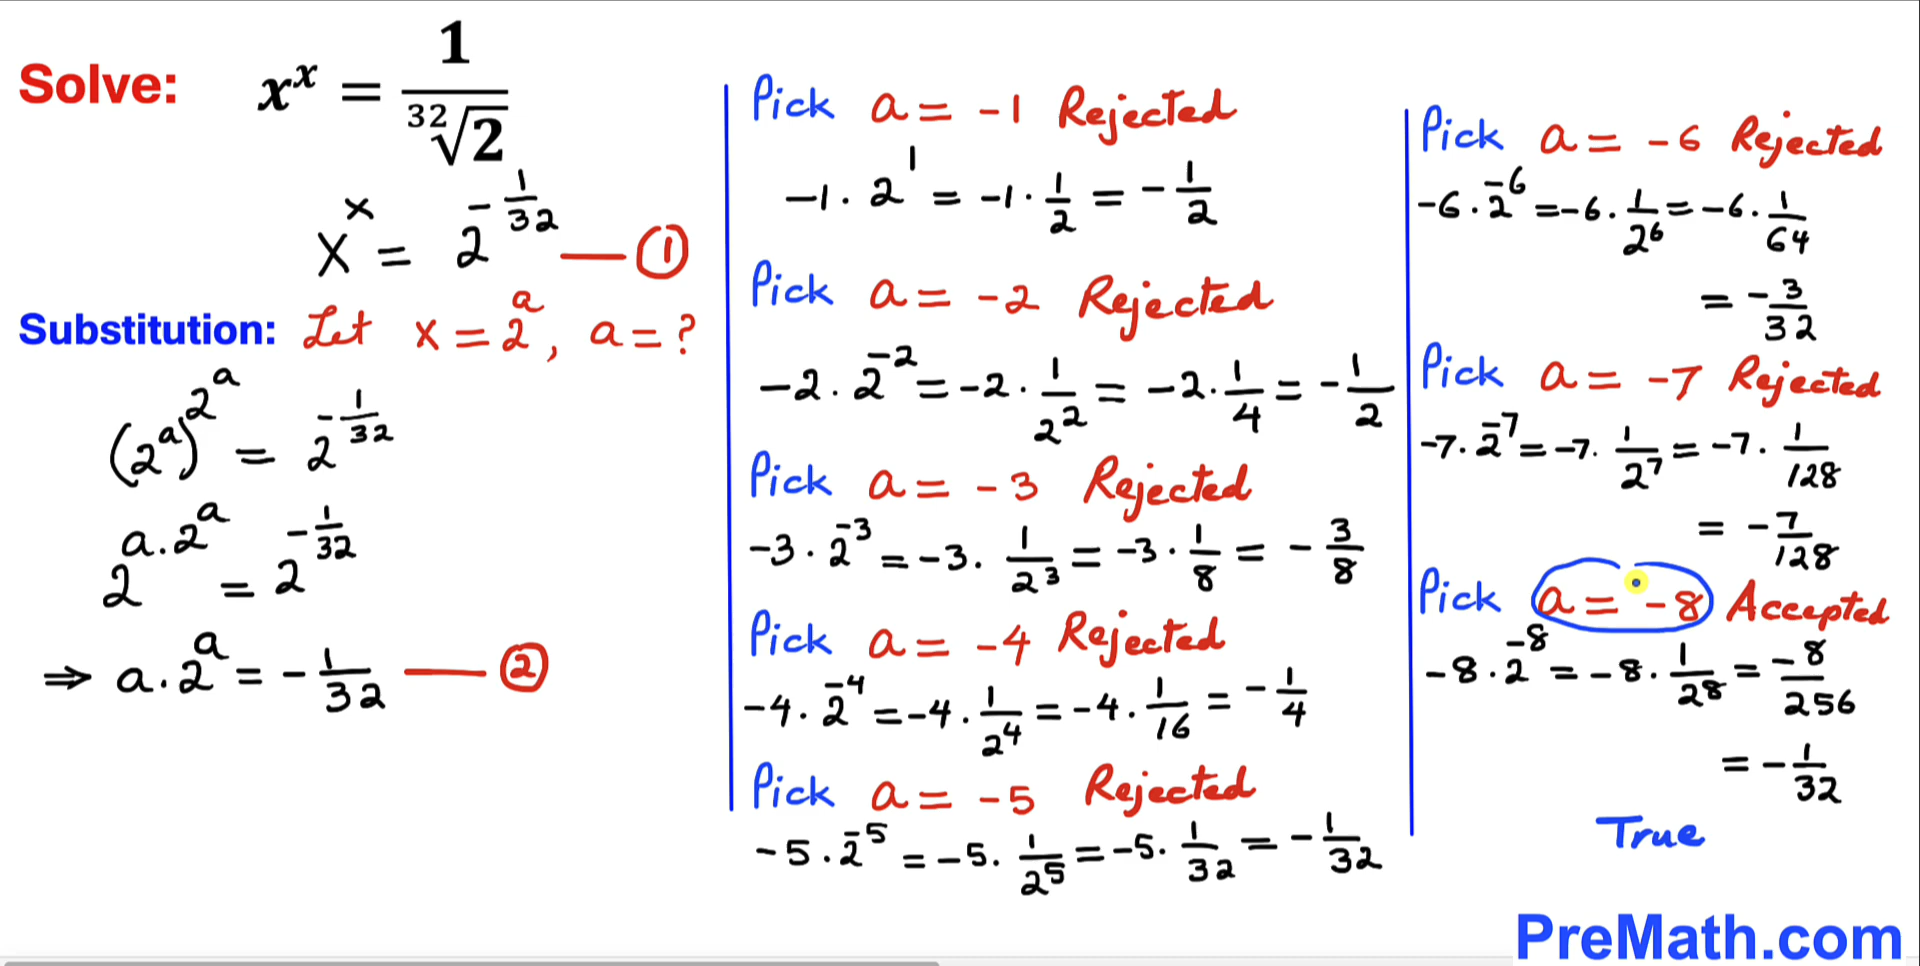 Solve: x^x = 1/³²√2
x^x = 2^(-1/32) — ①
Substitution: Let x = 2^a, a = ?
(2^a)^(2^a) = 2^(-1/32)
2^(a.2^a) = 2^(-1/32)
⇒ a.2^a = -1/32 — ②
Pick a = -1 Rejected
-1 . 2^1 = -1 . 1/2 = -1/2
Pick a = -2 Rejected
-2 . 2^-2 = -2 . 1/2^2 = -2 . 1/4 = -1/2
Pick a = -3 Rejected
-3 . 2^-3 = -3 . 1/2^3 = -3 . 1/8 = -3/8
Pick a = -4 Rejected
-4 . 2^-4 = -4 . 1/2^4 = -4 . 1/16 = -1/4
Pick a = -5 Rejected
-5 . 2^-5 = -5 . 1/2^5 = -5 . 1/32 = -1/32
Pick a = -6 Rejected
-6 . 2^-6 = -6 . 1/2^6 = -6 . 1/64
= -3/32
Pick a = -7 Rejected
-7 . 2^-7 = -7 . 1/2^7 = -7 . 1/128
= -7/128
Pick a = -8 Accepted
-8 . 2^-8 = -8 . 1/2^8 = -8/256
= -1/32
True
PreMath.com